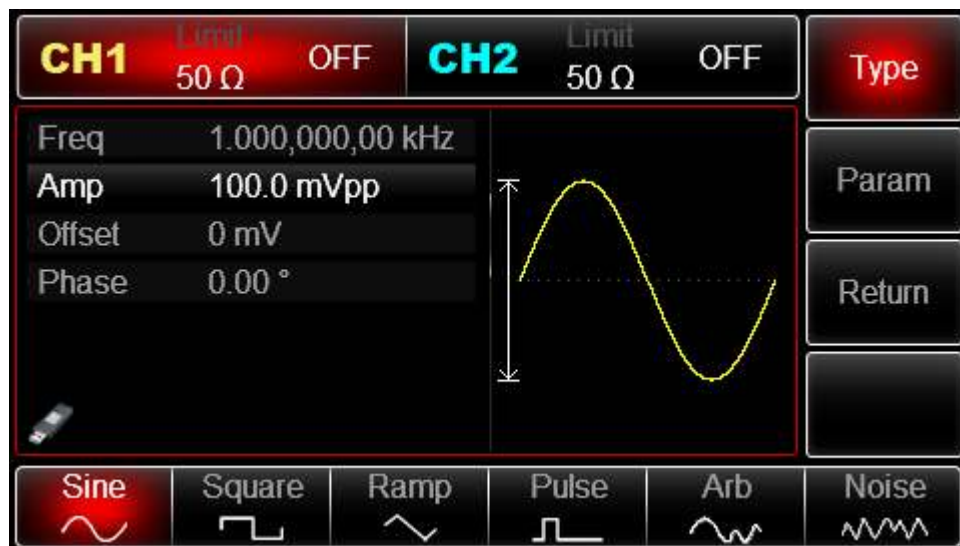 CH1 Limit 50 Ω OFF
CH2 Limit 50 Ω OFF
Type
Freq 1.000,000,00 kHz
Amp 100.0 mVpp
Offset 0 mV
Phase 0.00 °
Param
Return
Sine Square Ramp Pulse Arb Noise